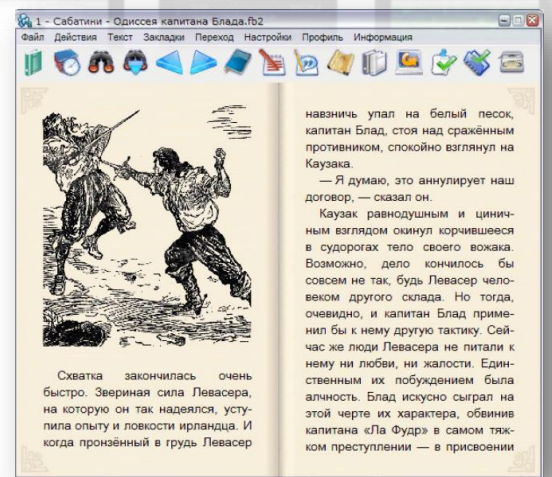 1 - Сабатини - Одиссея капитана Блада.fb2
Файл Действия Текст Закладки Переход Настройки Профиль Информация
Схватка закончилась очень
быстро. Звериная сила Левасера,
на которую он так надеялся, усту-
пила опыту и ловкости ирландца. И
когда пронзённый в грудь Левасер
навзничь упал на белый песок,
капитан Блад, стоя над сражённым
противником, спокойно взглянул на
Каузака.
— Я думаю, это аннулирует наш
договор, — сказал он.
Каузак равнодушным и цинич-
ным взглядом окинул корчившееся
в судорогах тело своего вожака.
Возможно, дело кончилось бы
совсем не так, будь Левасер чело-
веком другого склада. Но тогда,
очевидно, и капитан Блад приме-
нил бы к нему другую тактику. Сей-
час же люди Левасера не питали к
нему ни любви, ни жалости. Един-
ственным их побуждением была
алчность. Блад искусно сыграл на
этой черте их характера, обвинив
капитана «Ла Фудр» в самом тяж-
ком преступлении — в присвоении